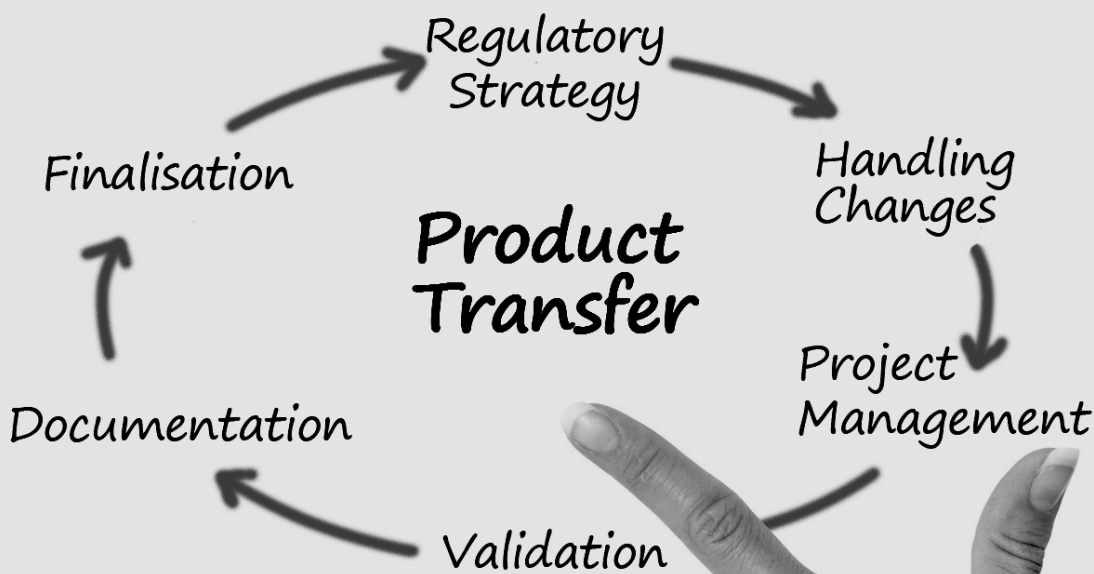 Regulatory
Strategy
Handling
Changes
Project
Management
Validation
Documentation
Finalisation
Product
Transfer